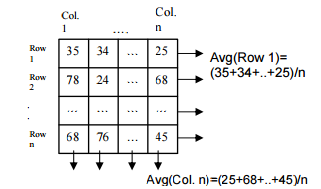 Col. 1 .... Col. n
Row 1 35 34 ... 25 Avg(Row 1)=
(35+34+..+25)/n
Row 2 78 24 ... 68
. . ... ... ... ...
Row n 68 76 ... 45
Avg(Col. n)=(25+68+..+45)/n